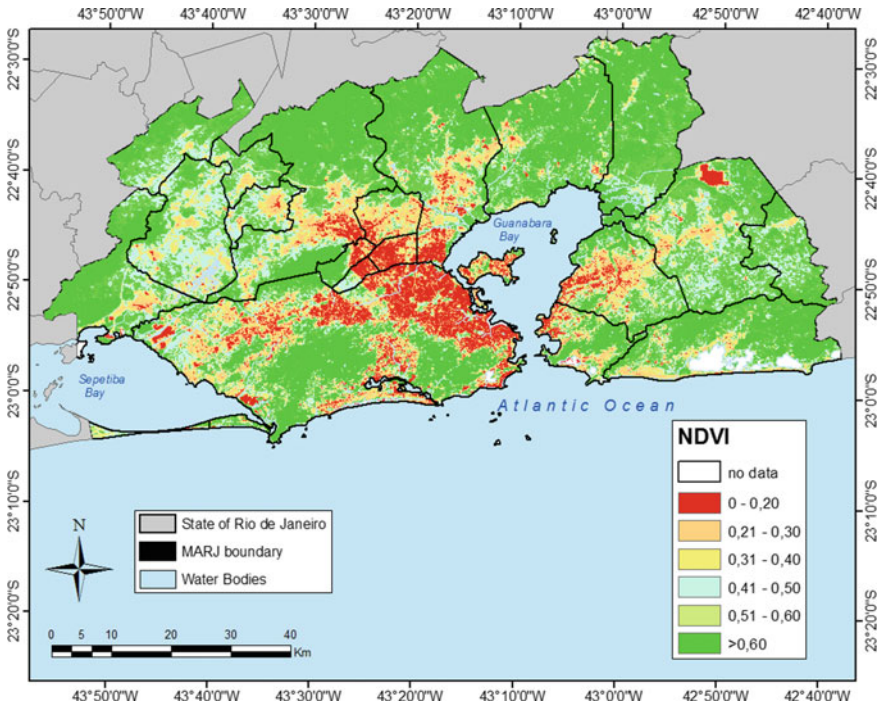 43°50'0"W 43°40'0"W 43°30'0"W 43°20'0"W 43°10'0"W 43°00'0"W 42°50'0"W 42°40'0"W
22°30'0"S
22°40'0"S
22°50'0"S
23°00'0"S
23°10'0"S
23°20'0"S
22°30'0"S
22°40'0"S
22°50'0"S
23°00'0"S
23°10'0"S
23°20'0"S
Guanabara
Bay
Sepetiba
Bay
Atlantic Ocean
N
State of Rio de Janeiro
MARJ boundary
Water Bodies
0 5 10 20 30 40
Km
NDVI
no data
0 - 0,20
0,21 - 0,30
0,31 - 0,40
0,41 - 0,50
0,51 - 0,60
>0,60
43°50'0"W 43°40'0"W 43°30'0"W 43°20'0"W 43°10'0"W 43°00'0"W 42°50'0"W 42°40'0"W